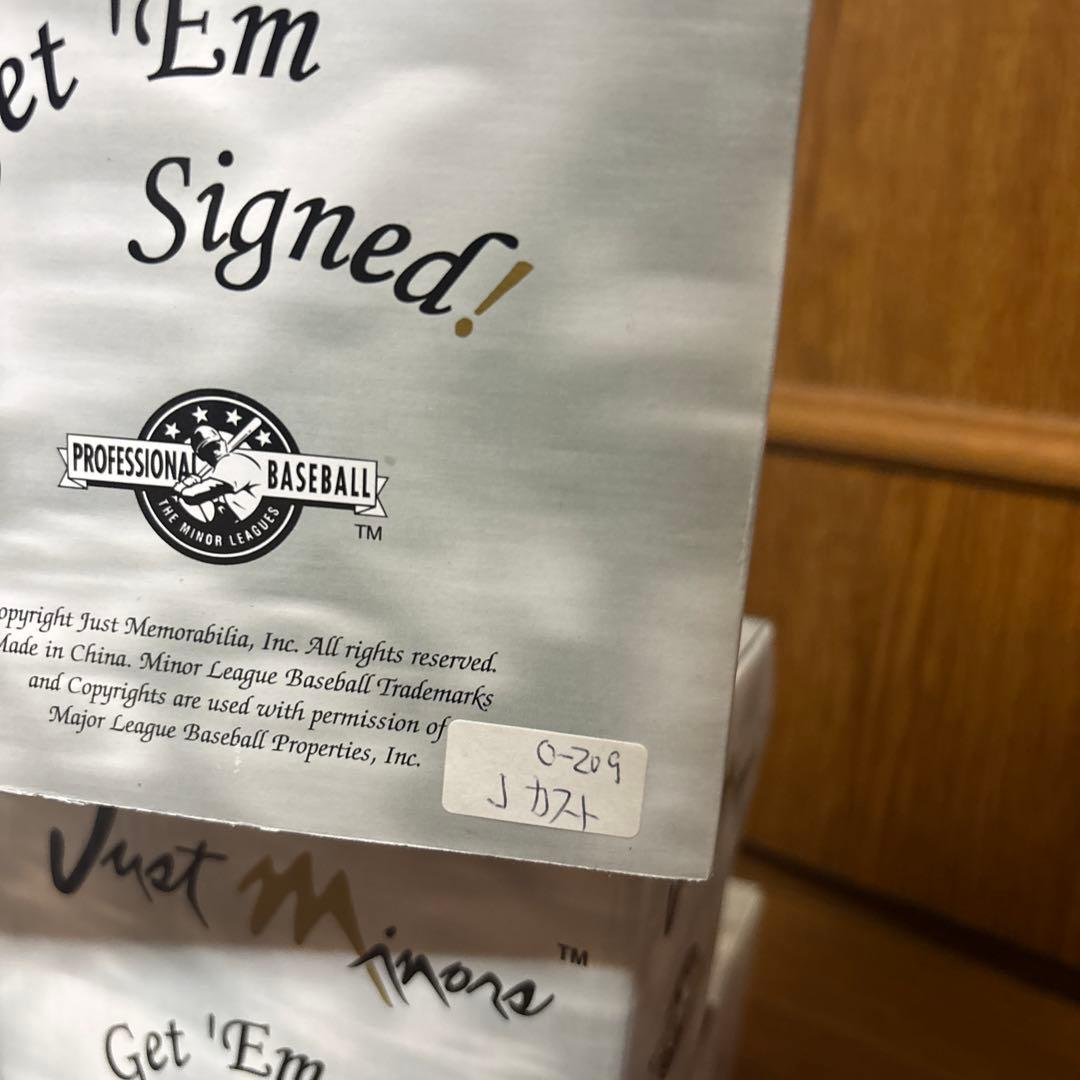 et 'Em
Signed!
PROFESSIONAL BASEBALL
THE MINOR LEAGUES
TM
opyright Just Memorabilia, Inc. All rights reserved.
Made in China. Minor League Baseball Trademarks
and Copyrights are used with permission of
Major League Baseball Properties, Inc.
O-209
J カスト
Just Minors TM
Get 'Em